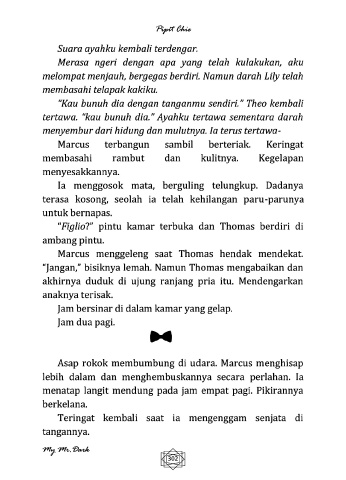 Pipit Chie
Suara ayahku kembali terdengar.
Merasa ngeri dengan apa yang telah kulakukan, aku
melompat menjauh, bergegas berdiri. Namun darah Lily telah
membasahi telapak kakiku.
"Kau bunuh dia dengan tanganmu sendiri." Theo kembali
tertawa. "kau bunuh dia." Ayahku tertawa sementara darah
menyembur dari hidung dan mulutnya. Ia terus tertawa-
Marcus terbangun sambil berteriak. Keringat
membasahi rambut dan kulitnya. Kegelapan
menyesakkannya.
Ia menggosok mata, berguling telungkup. Dadanya
terasa kosong, seolah ia telah kehilangan paru-parunya
untuk bernapas.
"Figlio?" pintu kamar terbuka dan Thomas berdiri di
ambang pintu.
Marcus menggeleng saat Thomas hendak mendekat.
"Jangan," bisiknya lemah. Namun Thomas mengabaikan dan
akhirnya duduk di ujung ranjang pria itu. Mendengarkan
anaknya terisak.
Jam bersinar di dalam kamar yang gelap.
Jam dua pagi.
Asap rokok membumbung di udara. Marcus menghisap
lebih dalam dan menghembuskannya secara perlahan. Ia
menatap langit mendung pada jam empat pagi. Pikirannya
berkelana.
Teringat kembali saat ia mengenggam senjata di
tangannya.
My Mr. Dark
302